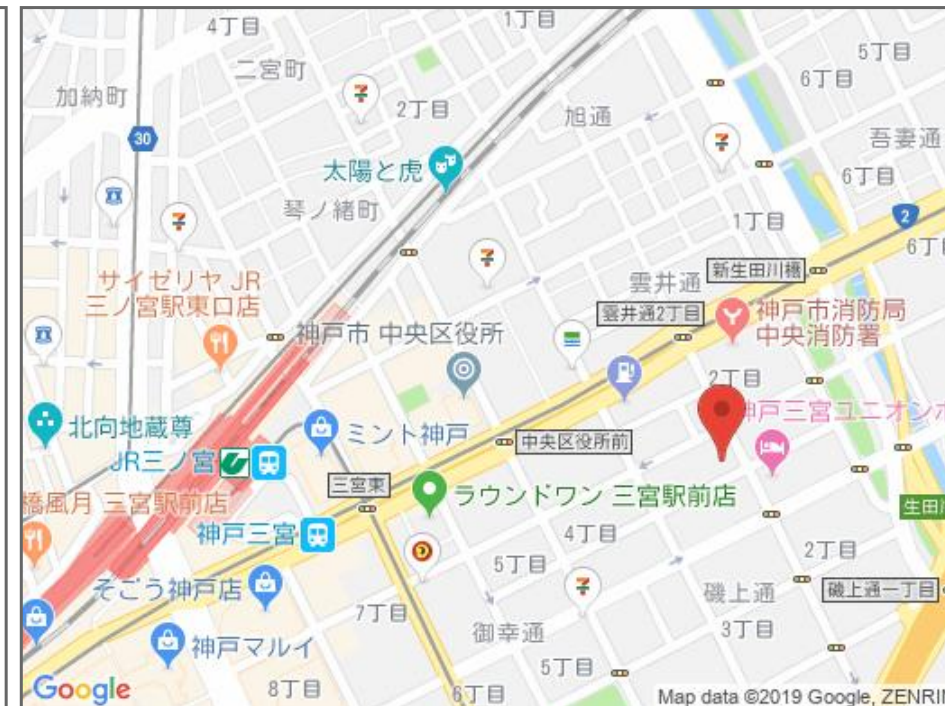 4丁目
1丁目
二宮町
5丁目
6丁目
加納町
2丁目
旭通
吾妻通
30
太陽と虎
6丁目
琴ノ緒町
1丁目
2
サイゼリヤ JR
三ノ宮駅東口店
雲井通
新生田川橋
神戸市 中央区役所
雲井通2丁目
神戸市消防局
中央消防署
2丁目
北向地蔵尊
ミント神戸
神戸三宮ユニオンホ
中央区役所前
JR三ノ宮
三宮東
橋風月 三宮駅前店
ラウンドワン 三宮駅前店
生田川
神戸三宮
4丁目
5丁目
2丁目
そごう神戸店
磯上通
磯上通一丁目
7丁目
御幸通
3丁目
神戸マルイ
5丁目
8丁目
6丁目
Google
Map data ©2019 Google, ZENRIN